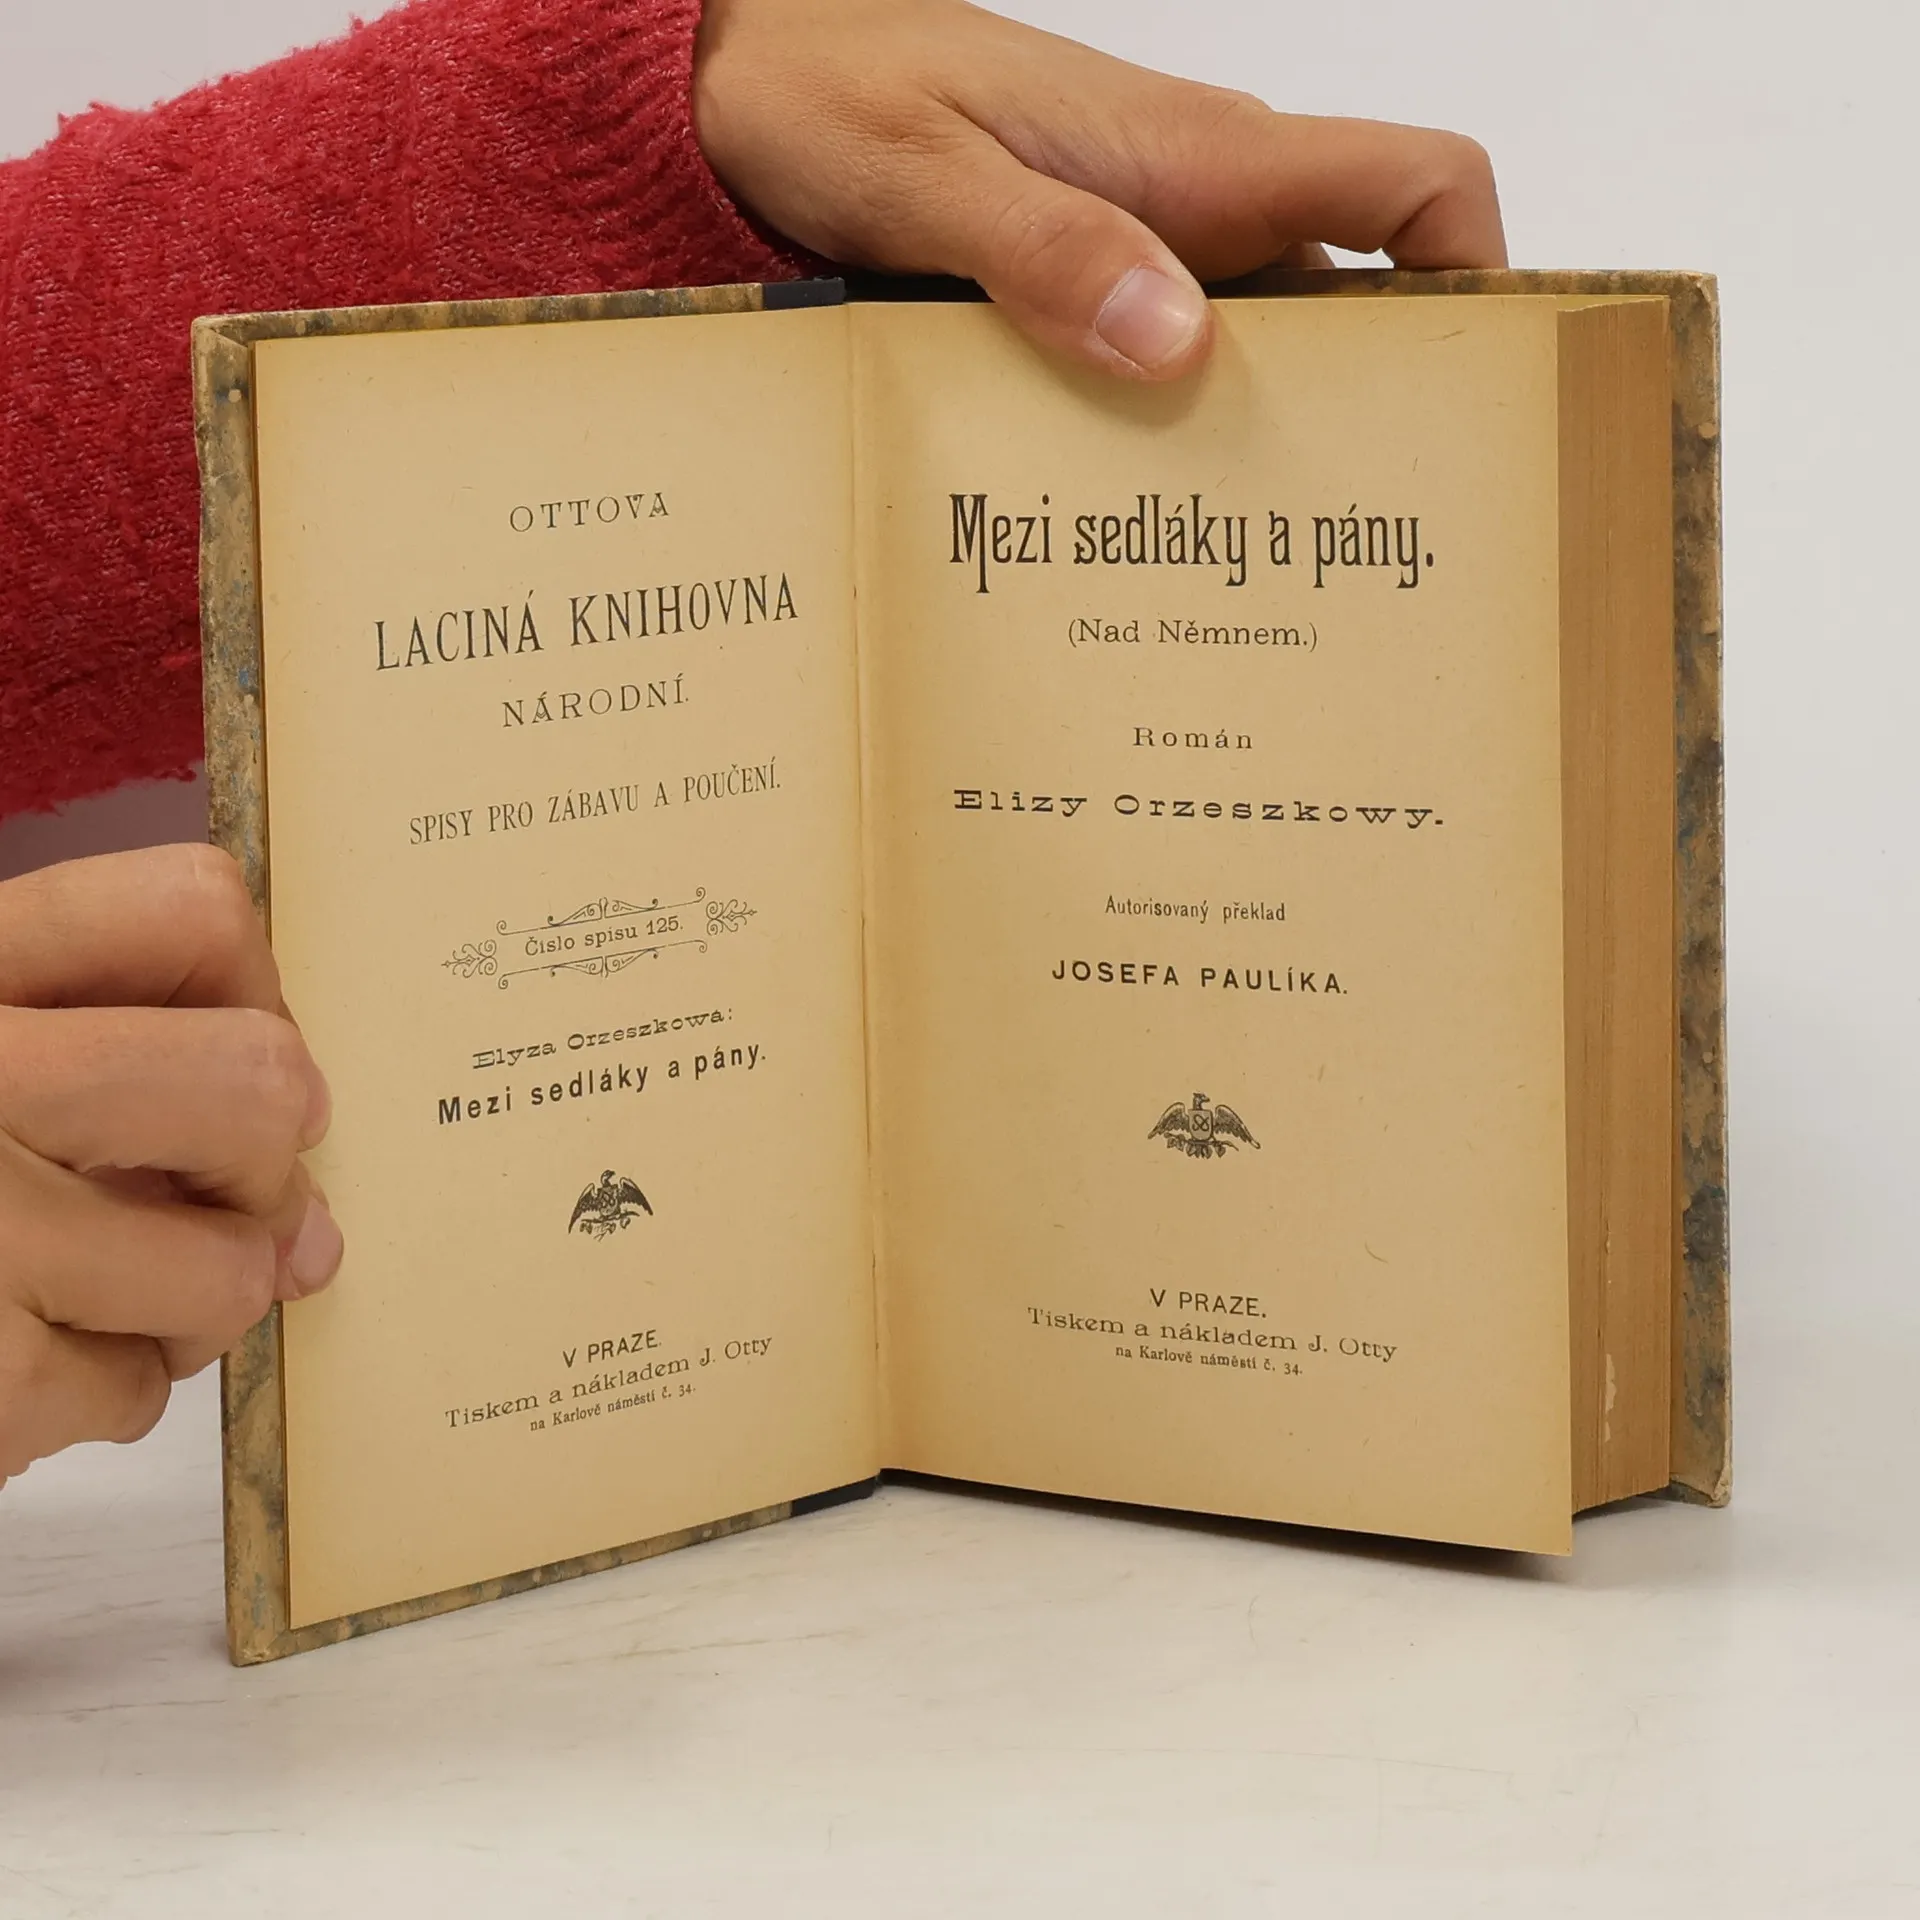 OTTOVA
LACINÁ KNIHOVNA
NÁRODNÍ.
SPISY PRO ZÁBAVU A POUČENÍ.
Číslo spisu 125.
Elyza Orzeszkowa:
Mezi sedláky a pány.
V PRAZE.
Tiskem a nákladem J. Otty
na Karlově náměstí č. 34.
Mezi sedláky a pány.
(Nad Němnem.)
Román
Elizy Orzeszkowy.
Autorisovaný překlad
JOSEFA PAULÍKA.
V PRAZE.
Tiskem a nákladem J. Otty
na Karlově náměstí č. 34.